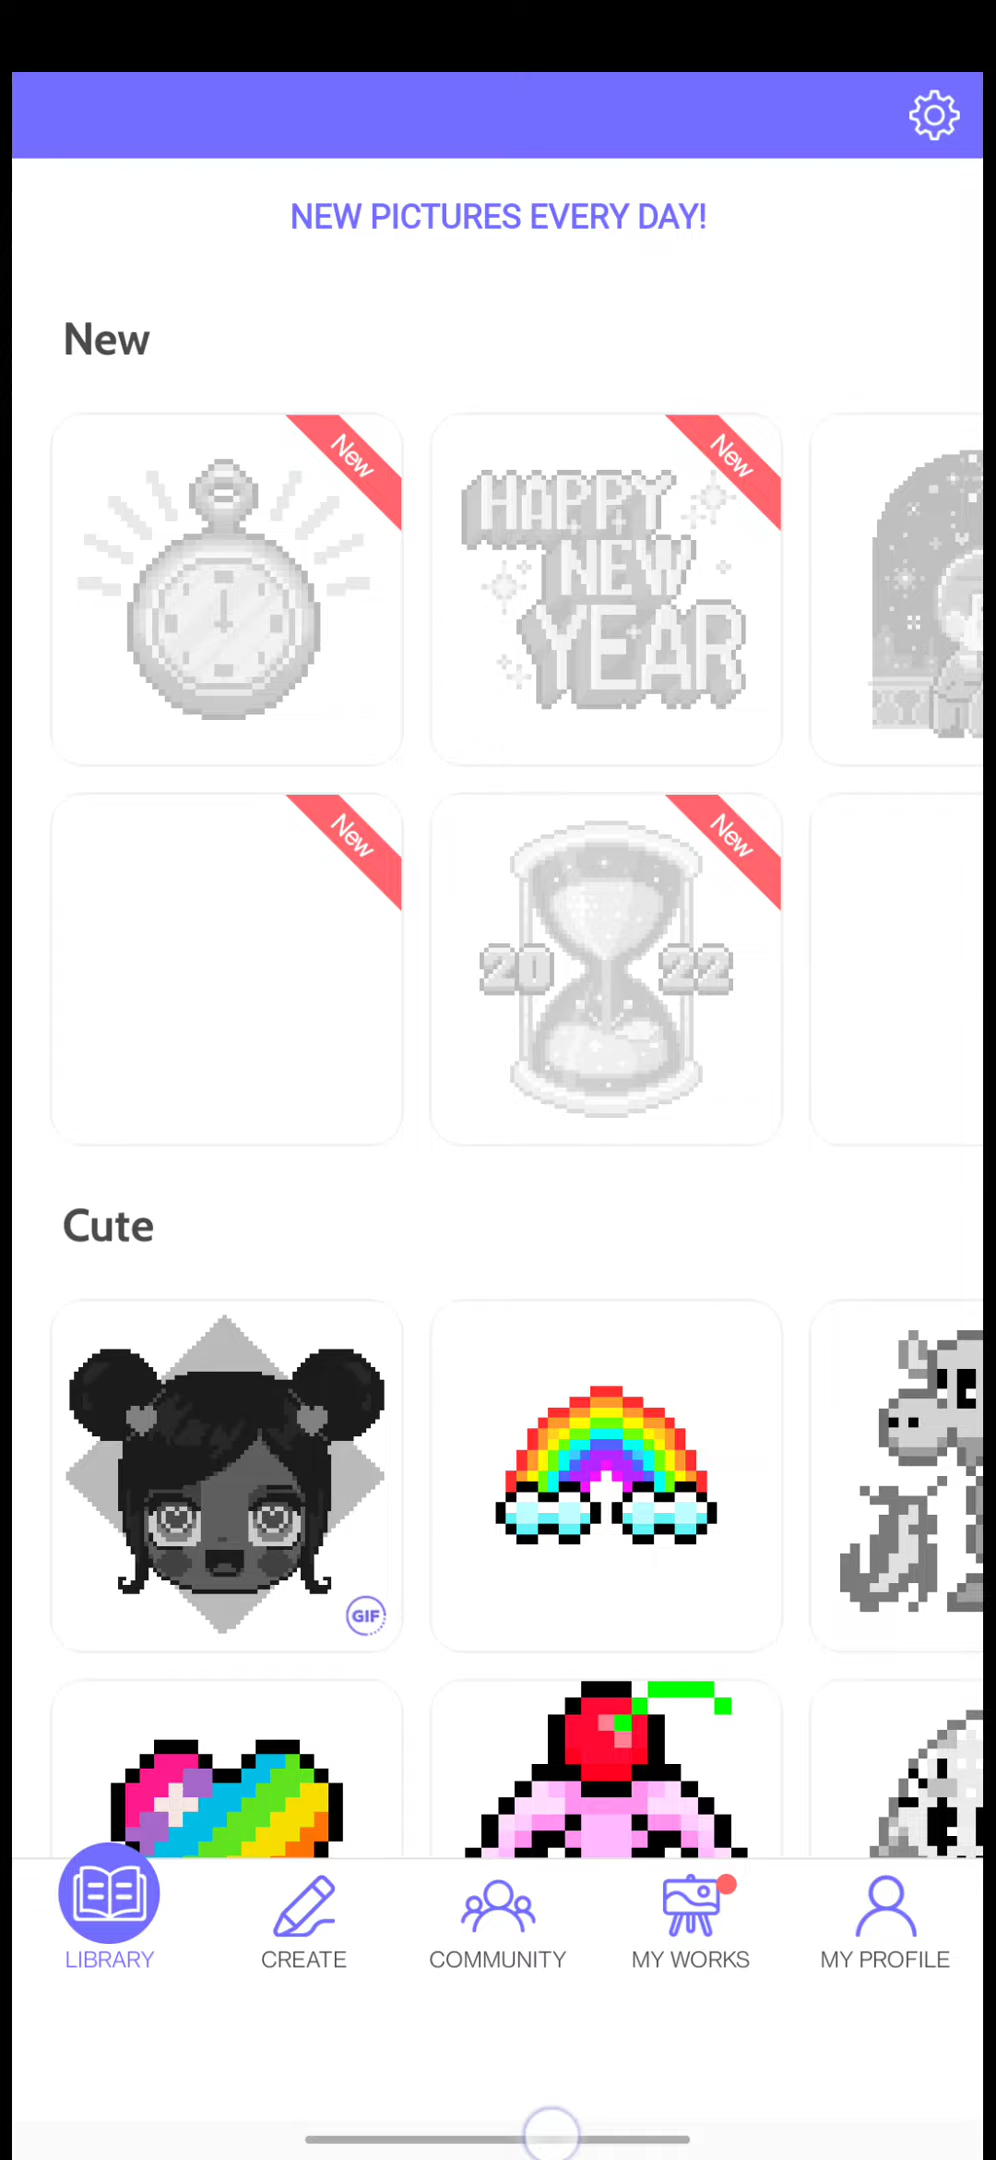 NEW PICTURES EVERY DAY!
New
New
New
HAPPY
NEW
YEAR
New
New
20 22
Cute
GIF
LIBRARY
CREATE
COMMUNITY
MY WORKS
MY PROFILE